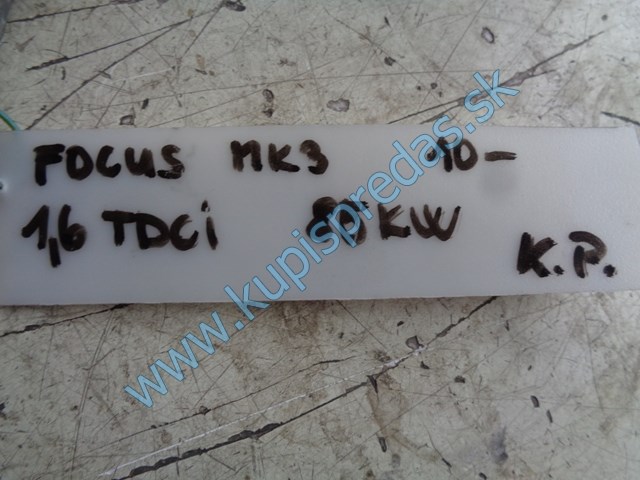 FOCUS MK3 10-
1,6 TDCi KW
K.P.
www.kupispredas.sk